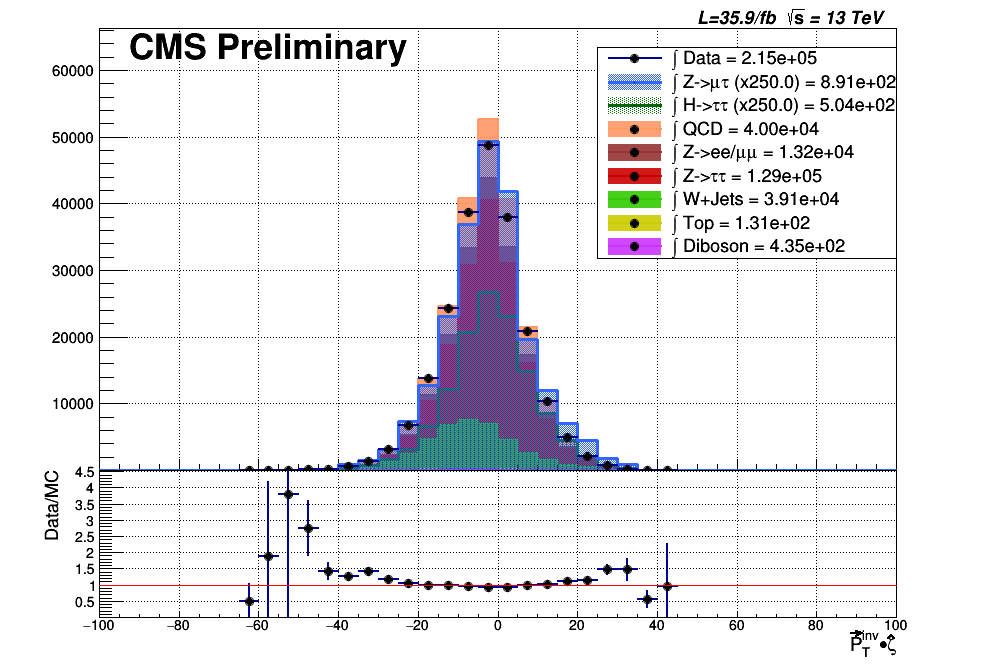 L=35.9/fb √s = 13 TeV
CMS Preliminary
∫ Data = 2.15e+05
∫ Z->μτ (x250.0) = 8.91e+02
∫ H->ττ (x250.0) = 5.04e+02
∫ QCD = 4.00e+04
∫ Z->ee/μμ = 1.32e+04
∫ Z->ττ = 1.29e+05
∫ W+Jets = 3.91e+04
∫ Top = 1.31e+02
∫ Diboson = 4.35e+02
60000
50000
40000
30000
20000
10000
Data/MC
4.5
4
3.5
3
2.5
2
1.5
1
0.5
−100 −80 −60 −40 −20 0 20 40 60 80 100
P⃗_T^inv •ζ̂